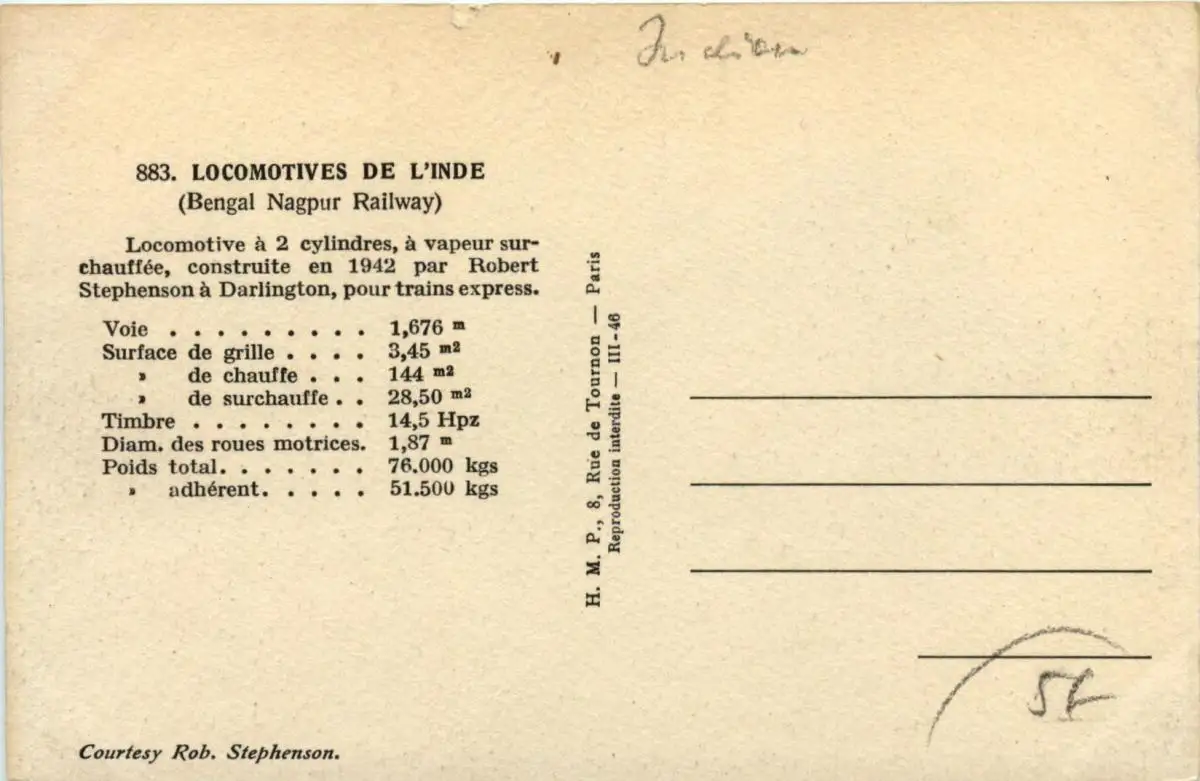 Indien
883. LOCOMOTIVES DE L'INDE
(Bengal Nagpur Railway)
Locomotive à 2 cylindres, à vapeur sur-
chauffée, construite en 1942 par Robert
Stephenson à Darlington, pour trains express.
Voie . . . . . . . . . 1,676 m
Surface de grille . . . . 3,45 m2
» de chauffe . . . 144 m2
» de surchauffe . . 28,50 m2
Timbre . . . . . . . . 14,5 Hpz
Diam. des roues motrices. 1,87 m
Poids total. . . . . . . 76.000 kgs
» adhérent. . . . . 51.500 kgs
Courtesy Rob. Stephenson.
H. M. P., 8, Rue de Tournon — Paris
Reproduction interdite — III-46